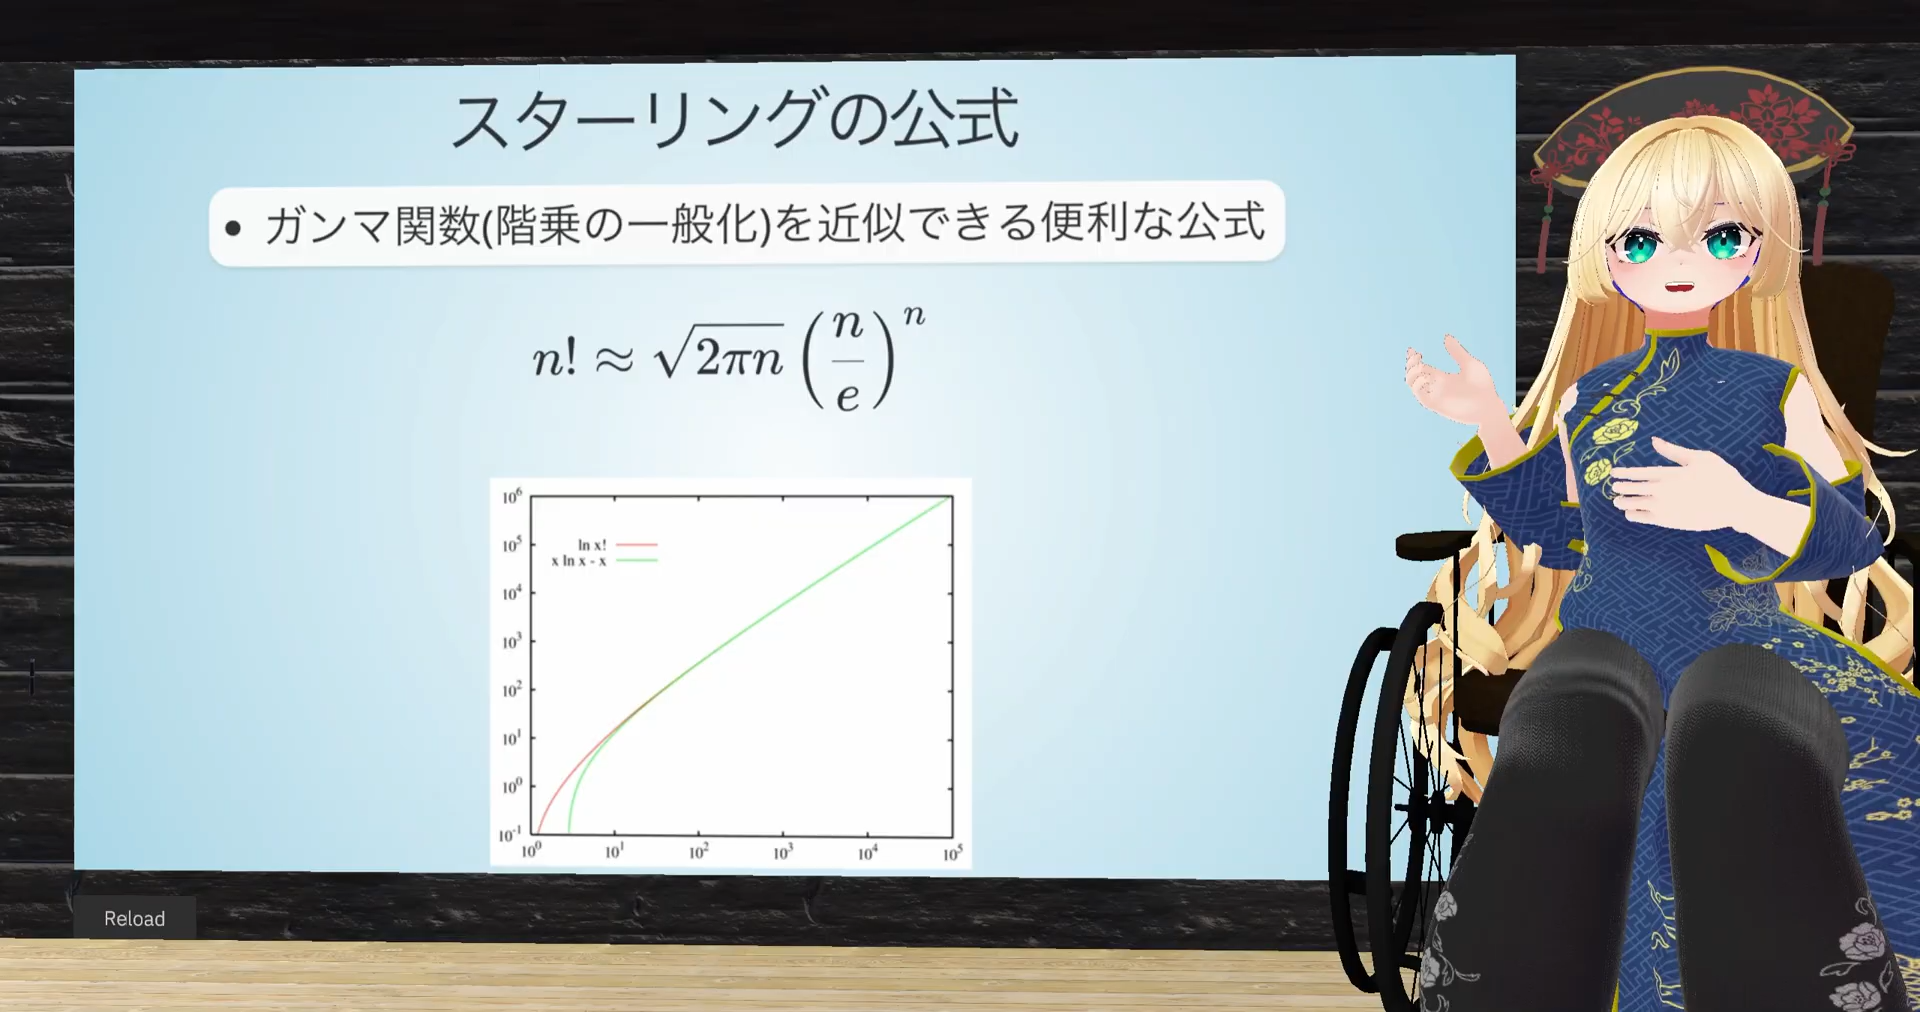 スターリングの公式
• ガンマ関数(階乗の一般化)を近似できる便利な公式
n! ≈ √2πn (n/e)^n
10^6
10^5
10^4
10^3
10^2
10^1
10^0
10^-1
ln x!
x ln x - x
10^0 10^1 10^2 10^3 10^4 10^5
Reload